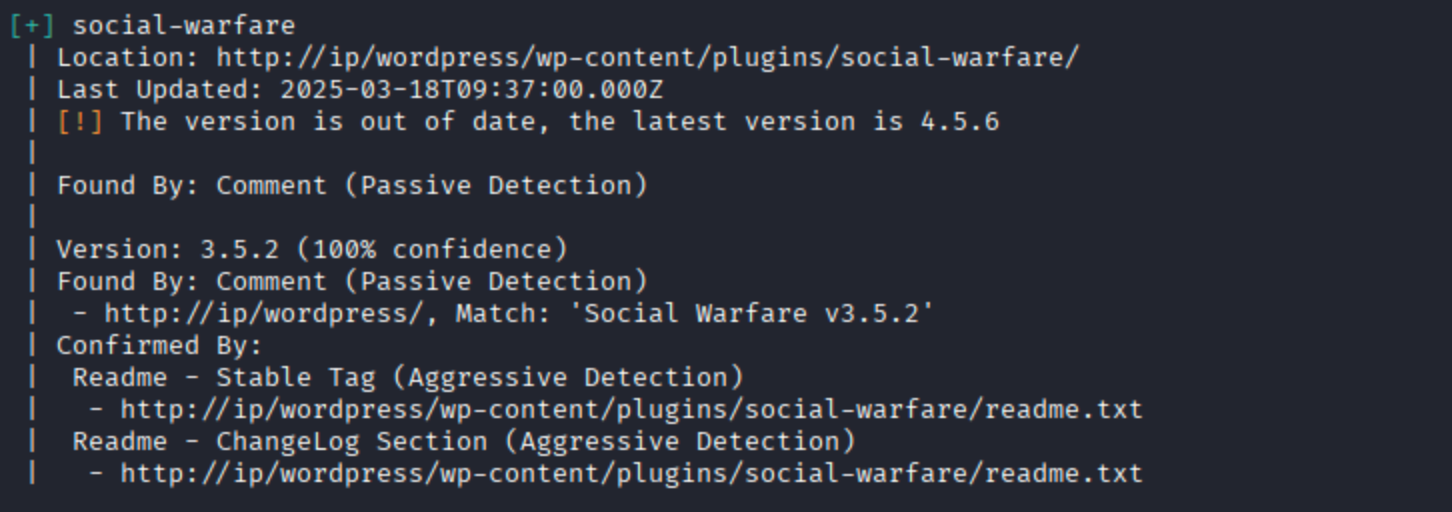 [+] social-warfare
| Location: http://ip/wordpress/wp-content/plugins/social-warfare/
| Last Updated: 2025-03-18T09:37:00.000Z
| [!] The version is out of date, the latest version is 4.5.6
|
| Found By: Comment (Passive Detection)
|
| Version: 3.5.2 (100% confidence)
| Found By: Comment (Passive Detection)
|  - http://ip/wordpress/, Match: 'Social Warfare v3.5.2'
| Confirmed By:
|  Readme - Stable Tag (Aggressive Detection)
|   - http://ip/wordpress/wp-content/plugins/social-warfare/readme.txt
|  Readme - ChangeLog Section (Aggressive Detection)
|   - http://ip/wordpress/wp-content/plugins/social-warfare/readme.txt